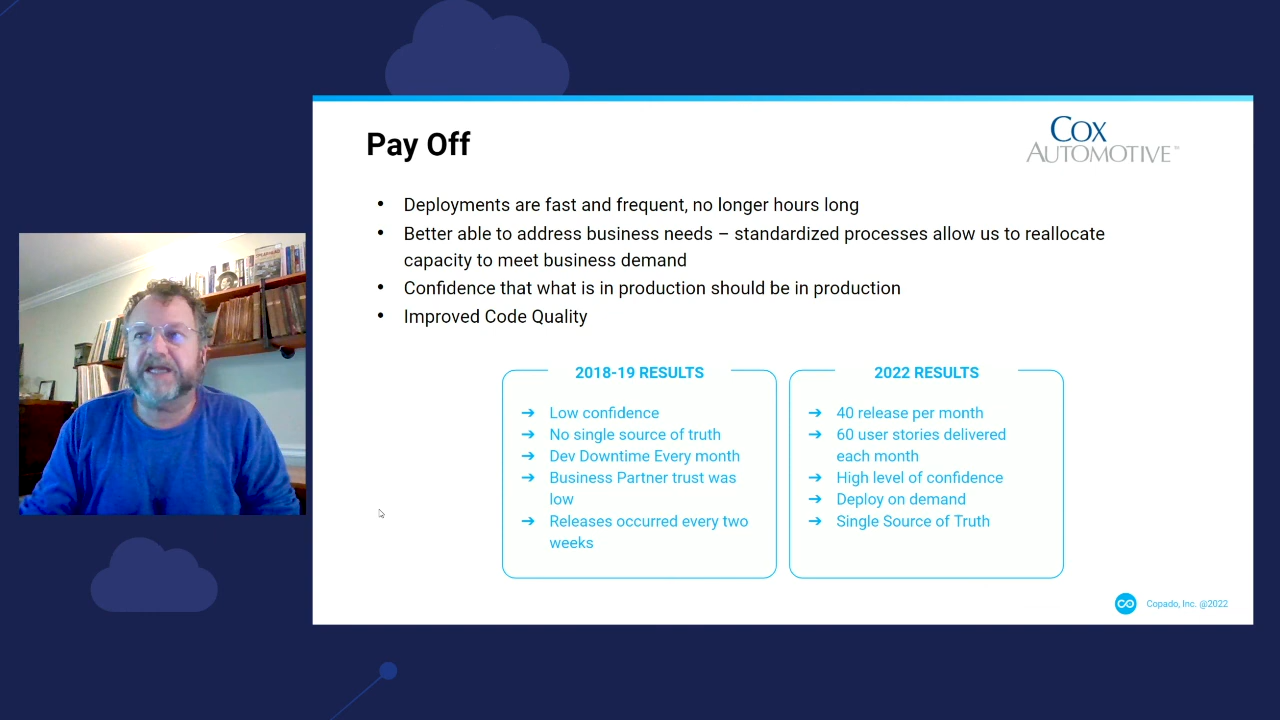 Pay Off
COX
AUTOMOTIVE
• Deployments are fast and frequent, no longer hours long
• Better able to address business needs – standardized processes allow us to reallocate
capacity to meet business demand
• Confidence that what is in production should be in production
• Improved Code Quality
2018-19 RESULTS
➔ Low confidence
➔ No single source of truth
➔ Dev Downtime Every month
➔ Business Partner trust was
low
➔ Releases occurred every two
weeks
2022 RESULTS
➔ 40 release per month
➔ 60 user stories delivered
each month
➔ High level of confidence
➔ Deploy on demand
➔ Single Source of Truth
Copado, Inc. @2022